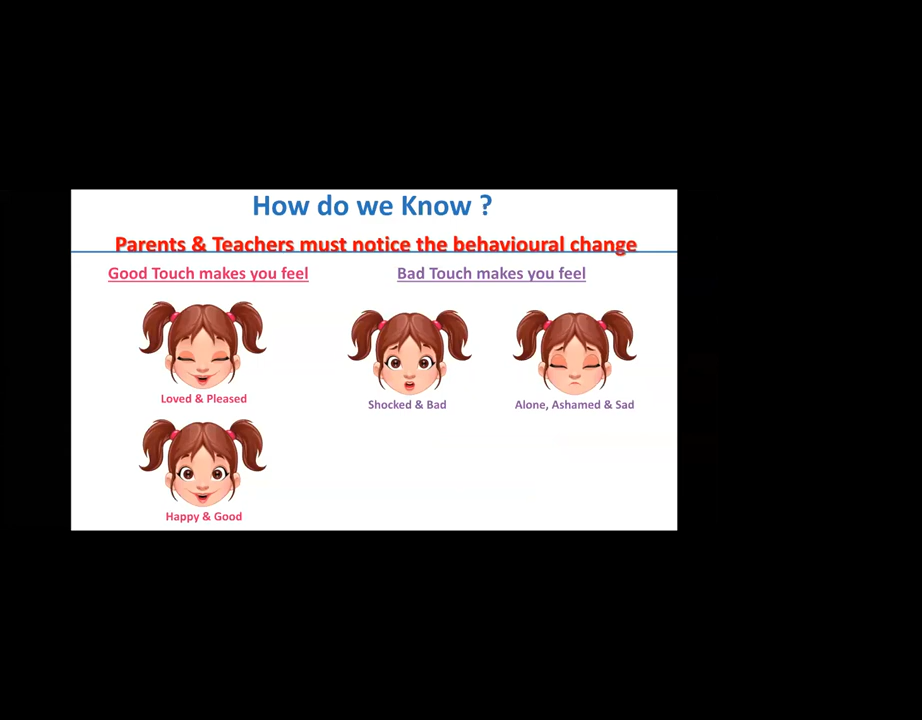 How do we Know ?
Parents & Teachers must notice the behavioural change
Good Touch makes you feel
Bad Touch makes you feel
Loved & Pleased
Shocked & Bad
Alone, Ashamed & Sad
Happy & Good